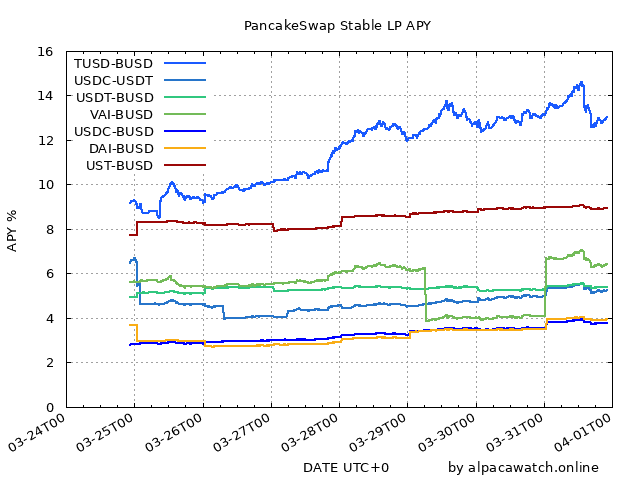 PancakeSwap Stable LP APY
APY %
16
14
12
10
8
6
4
2
0
TUSD-BUSD
USDC-USDT
USDT-BUSD
VAI-BUSD
USDC-BUSD
DAI-BUSD
UST-BUSD
03-24T00
03-25T00
03-26T00
03-27T00
03-28T00
03-29T00
03-30T00
03-31T00
04-01T00
DATE UTC+0
by alpacawatch.online